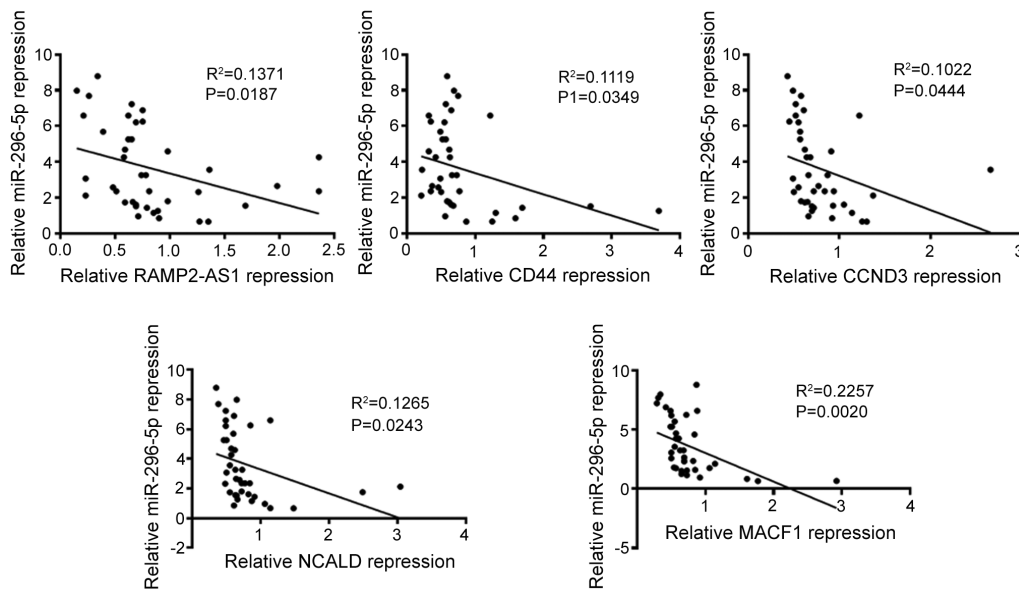 Relative miR-296-5p repression
10
8
6
4
2
0
R²=0.1371
P=0.0187
0.0 0.5 1.0 1.5 2.0 2.5
Relative RAMP2-AS1 repression
Relative miR-296-5p repression
10
8
6
4
2
0
R²=0.1119
P1=0.0349
0 1 2 3 4
Relative CD44 repression
Relative miR-296-5p repression
10
8
6
4
2
0
R²=0.1022
P=0.0444
0 1 2 3
Relative CCND3 repression
Relative miR-296-5p repression
10
8
6
4
2
0
-2
R²=0.1265
P=0.0243
1 2 3 4
Relative NCALD repression
Relative miR-296-5p repression
10
5
0
-5
R²=0.2257
P=0.0020
1 2 3 4
Relative MACF1 repression